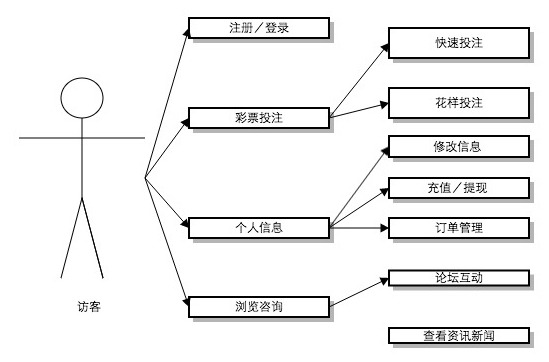 注册／登录
快速投注
花样投注
彩票投注
修改信息
充值／提现
个人信息
订单管理
论坛互动
浏览咨询
访客
查看资讯新闻